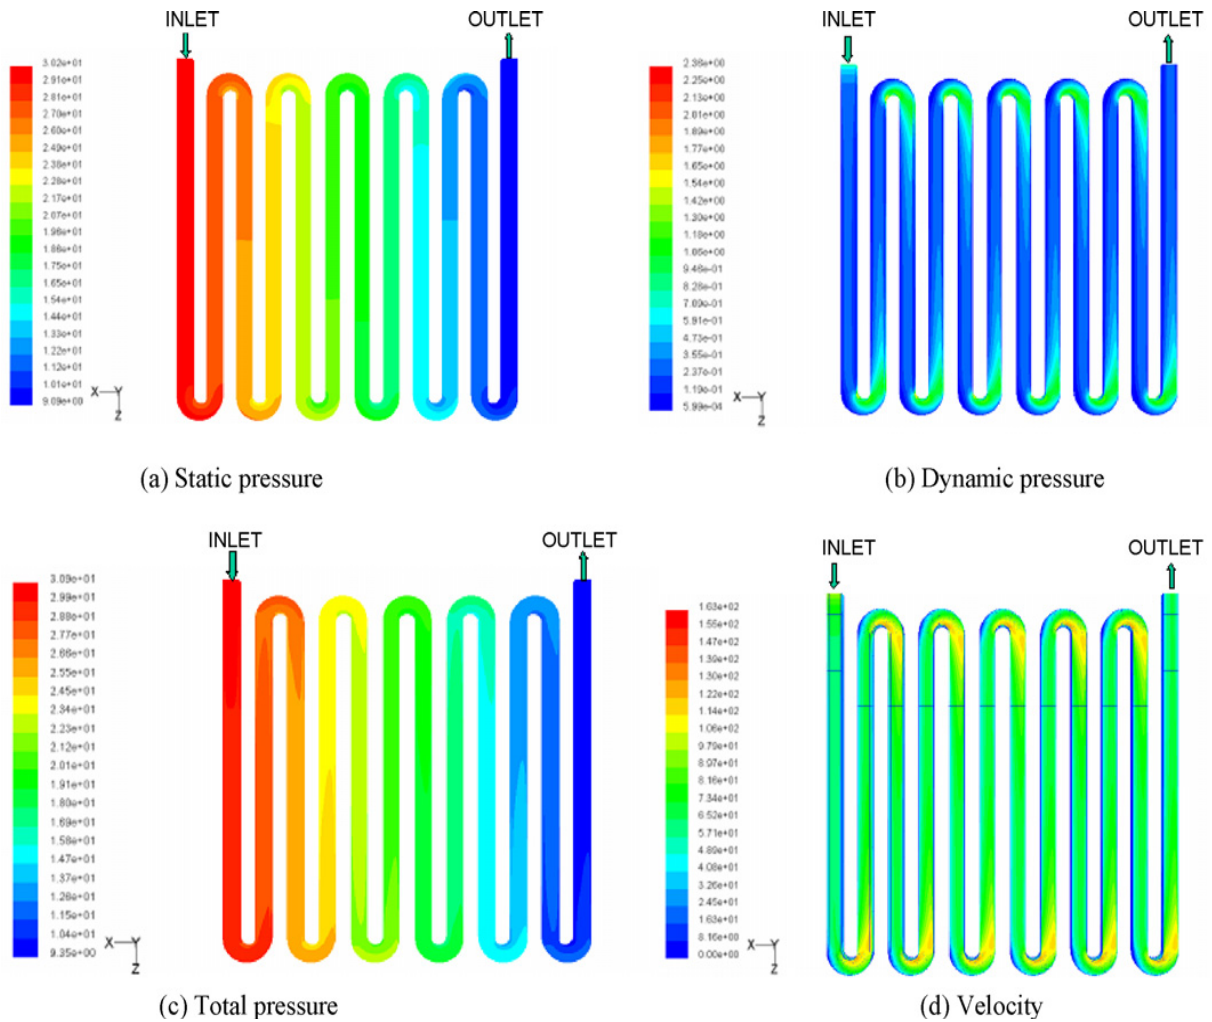 INLET
OUTLET
3.02e+01
2.91e+01
2.81e+01
2.70e+01
2.60e+01
2.49e+01
2.38e+01
2.28e+01
2.17e+01
2.07e+01
1.96e+01
1.86e+01
1.75e+01
1.54e+01
1.44e+01
1.33e+01
1.22e+01
1.12e+01
1.01e+01
9.09e+00
X Y
Z
(a) Static pressure
INLET
OUTLET
2.36e+00
2.25e+00
2.13e+00
2.01e+00
1.89e+00
1.77e+00
1.65e+00
1.54e+00
1.42e+00
1.30e+00
1.18e+00
1.06e+00
9.46e-01
8.28e-01
7.09e-01
5.91e-01
4.73e-01
3.55e-01
2.37e-01
1.19e-01
5.99e-04
X Y
Z
(b) Dynamic pressure
INLET
OUTLET
3.09e+01
2.99e+01
2.88e+01
2.77e+01
2.66e+01
2.55e+01
2.45e+01
2.34e+01
2.23e+01
2.12e+01
2.01e+01
1.91e+01
1.80e+01
1.69e+01
1.58e+01
1.47e+01
1.37e+01
1.26e+01
1.15e+01
1.04e+01
9.35e+00
X Y
Z
(c) Total pressure
INLET
OUTLET
1.63e+02
1.55e+02
1.47e+02
1.39e+02
1.30e+02
1.22e+02
1.14e+02
1.06e+02
9.79e+01
8.97e+01
8.16e+01
7.34e+01
6.52e+01
5.71e+01
4.89e+01
4.08e+01
3.26e+01
2.45e+01
1.63e+01
8.16e+00
0.00e+00
X Y
Z
(d) Velocity